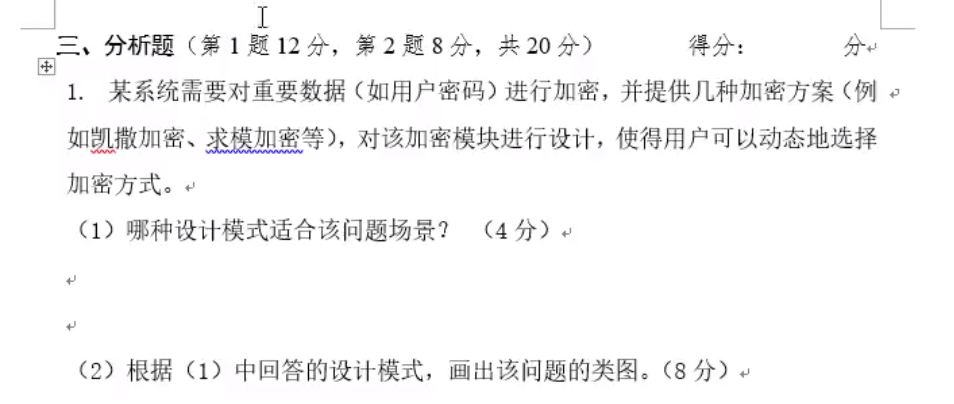 三、分析题（第 1 题 12 分，第 2 题 8 分，共 20 分） 得分： 分
1. 某系统需要对重要数据（如用户密码）进行加密，并提供几种加密方案（例
如凯撒加密、求模加密等），对该加密模块进行设计，使得用户可以动态地选择
加密方式。
（1）哪种设计模式适合该问题场景？ （4 分）
（2）根据（1）中回答的设计模式，画出该问题的类图。（8 分）